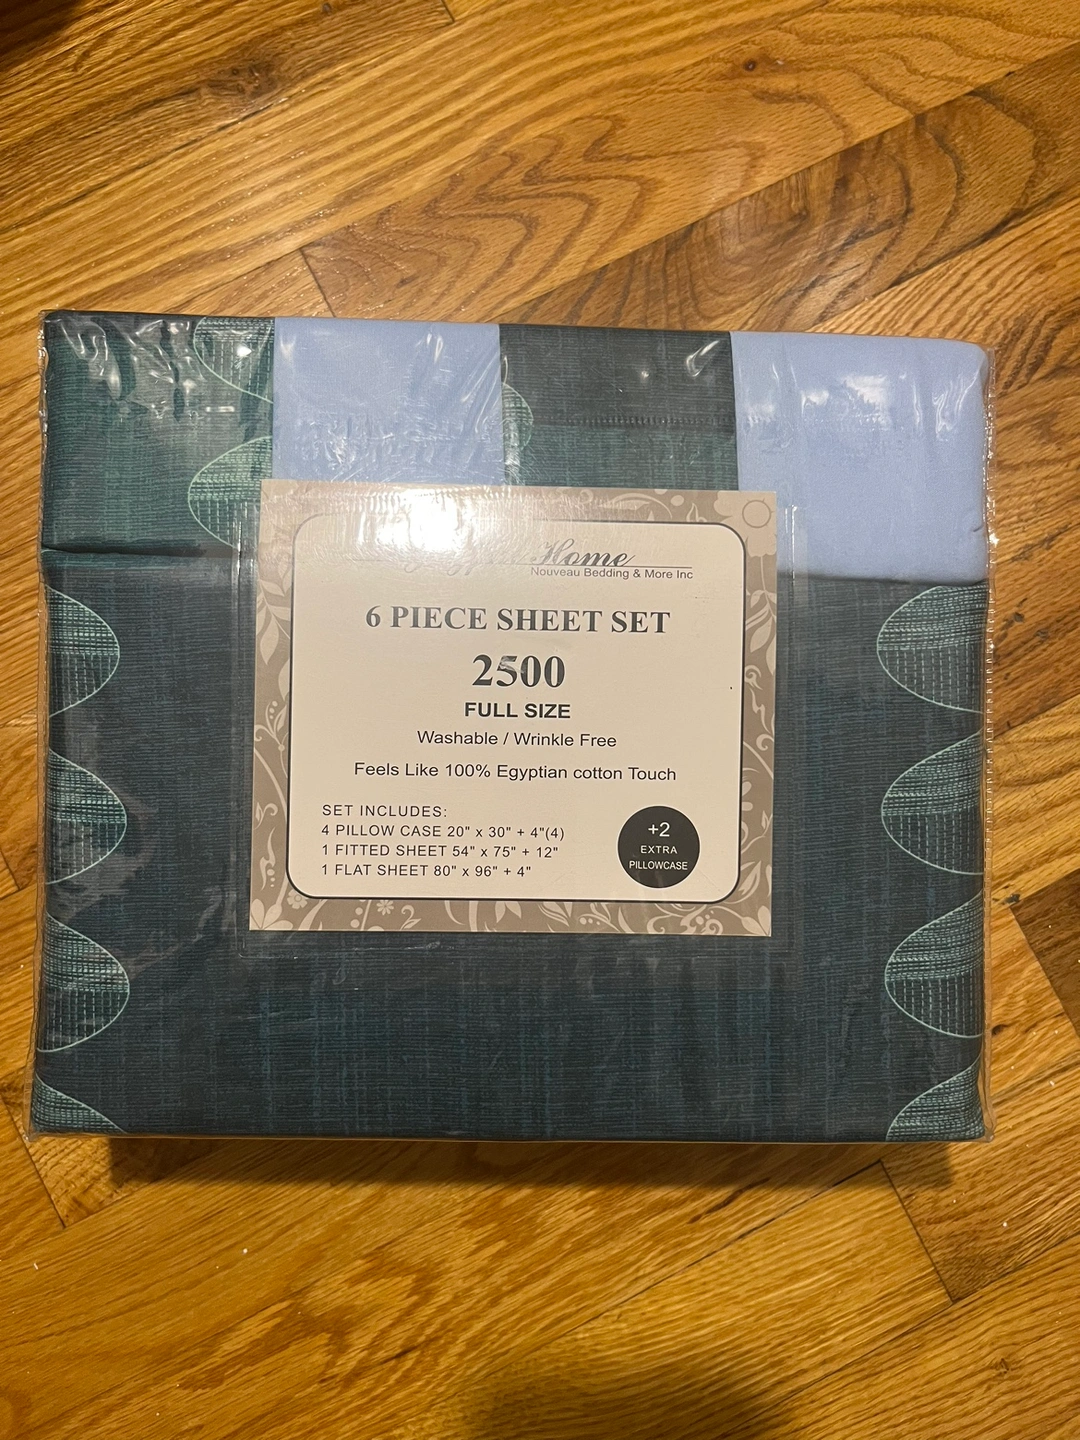 Home
Nouveau Bedding & More Inc
6 PIECE SHEET SET
2500
FULL SIZE
Washable / Wrinkle Free
Feels Like 100% Egyptian cotton Touch
SET INCLUDES:
4 PILLOW CASE 20" x 30" + 4"(4)
1 FITTED SHEET 54" x 75" + 12"
1 FLAT SHEET 80" x 96" + 4"
+2
EXTRA
PILLOWCASE